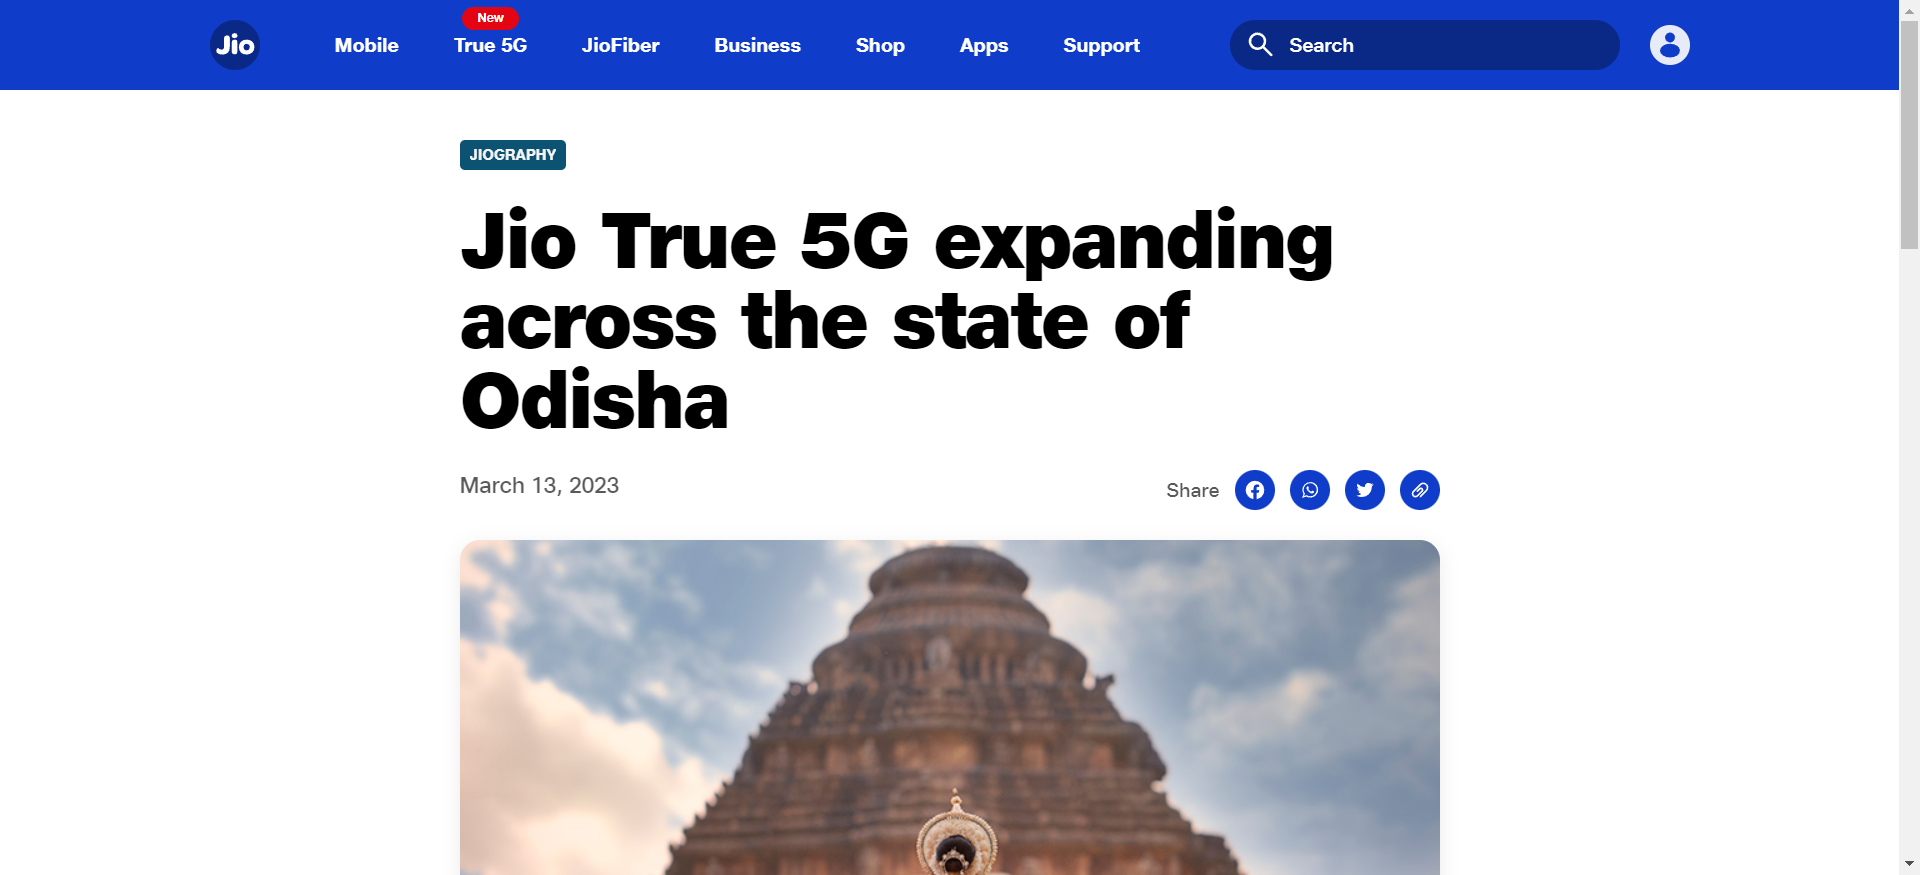 Jio
Mobile
New
True 5G
JioFiber
Business
Shop
Apps
Support
Search
JIOGRAPHY
Jio True 5G expanding
across the state of
Odisha
March 13, 2023
Share